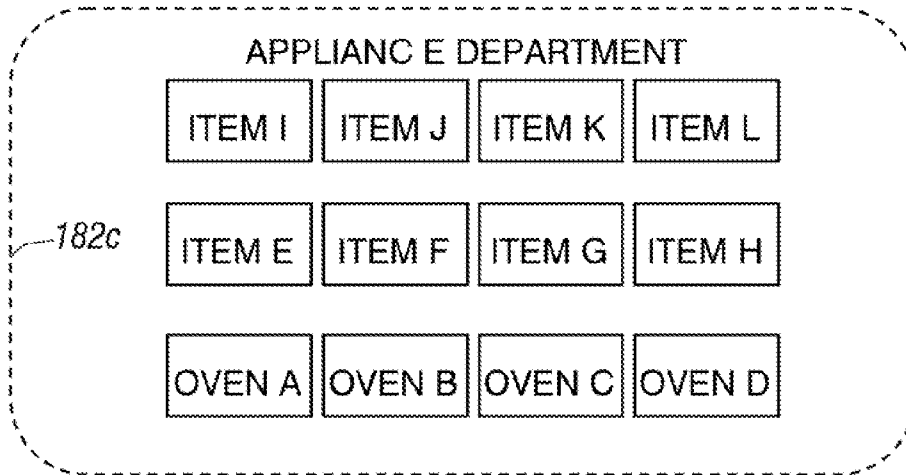 APPLIANC E DEPARTMENT
ITEM I ITEM J ITEM K ITEM L
182c
ITEM E ITEM F ITEM G ITEM H
OVEN A OVEN B OVEN C OVEN D